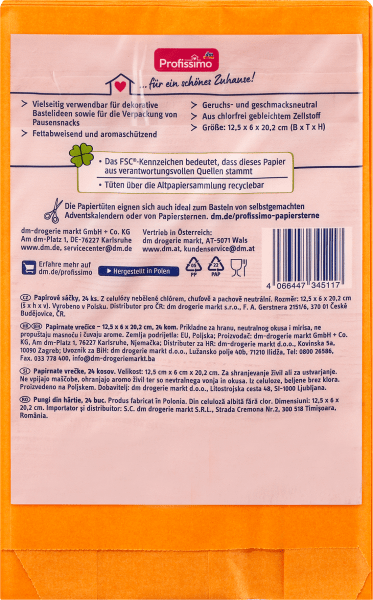 Profissimo
...für ein schönes Zuhause!
> Vielseitig verwendbar für dekorative
Bastelideen sowie für die Verpackung von
Pausensnacks
> Fettabweisend und aromaschützend
> Geruchs- und geschmacksneutral
> Aus chlorfrei gebleichtem Zellstoff
> Größe: 12,5 x 6 x 20,2 cm (B x T x H)
• Das FSC®-Kennzeichen bedeutet, dass dieses Papier
aus verantwortungsvollen Quellen stammt
• Tüten über die Altpapiersammlung recyclebar
Die Papiertüten eignen sich auch ideal zum Basteln von selbstgemachten
Adventskalendern oder von Papiersternen. dm.de/profissimo-papiersterne
dm-drogerie markt GmbH + Co. KG
Am dm-Platz 1, DE-76227 Karlsruhe
www.dm.de, servicecenter@dm.de
Vertrieb in Österreich:
dm drogerie markt, AT-5071 Wals
www.dm.at, kundenservice@dm.at
Erfahre mehr auf
dm.de/profissimo
▸ Hergestellt in Polen
05
PP
22
PAP
4 066447 345117
CZ Papírové sáčky, 24 ks. Z celulózy nebělené chlórem, chuťově a pachově neutrální. Rozměr: 12,5 x 6 x 20,2 cm
(š x h x v). Vyrobeno v Polsku. Distributor pro ČR: dm drogerie markt s.r.o., F. A. Gerstnera 2151/6, 370 01 České
Budějovice, ČR.
HR BIH Papirnate vrećice – 12,5 x 6 x 20,2 cm, 24 kom. Prikladne za hranu, neutralnog okusa i mirisa, ne
propuštaju masnoću i čuvaju arome. Zemlja podrijetla: EU, Poljska; Proizvođač: dm-drogerie markt GmbH + Co.
KG, Am dm-Platz 1, 76227 Karlsruhe, Njemačka; Distributer za HR: dm-drogerie markt d.o.o., Kovinska 5a,
10090 Zagreb; Uvoznik za BiH: dm drogerie markt d.o.o., Lužansko polje 40b, 71210 Ilidža, Tel: 0800 26586,
Fax. 033 778 400, info@dm-drogeriemarkt.ba
SI Papirnate vrečke, 24 kosov. Velikost: 12,5 cm x 6 cm x 20,2 cm. Za shranjevanje živil ali za ustvarjanje.
Ne vpijajo maščobe, ohranjajo aromo živil ter so nevtralnega vonja in okusa. Iz celuloze, beljene brez klora.
Proizvedeno na Poljskem. Dobavitelj: dm drogerie markt d.o.o., Litostrojska cesta 48, SI-1000 Ljubljana.
RO Pungi din hârtie, 24 buc. Produs fabricat în Polonia. Din celuloză albită fără clor. Dimensiuni: 12,5 x 6 x
20,2 cm. Importator și distribuitor: S.C. dm drogerie markt S.R.L., Strada Cremona Nr.2, 300 518 Timișoara,
România.